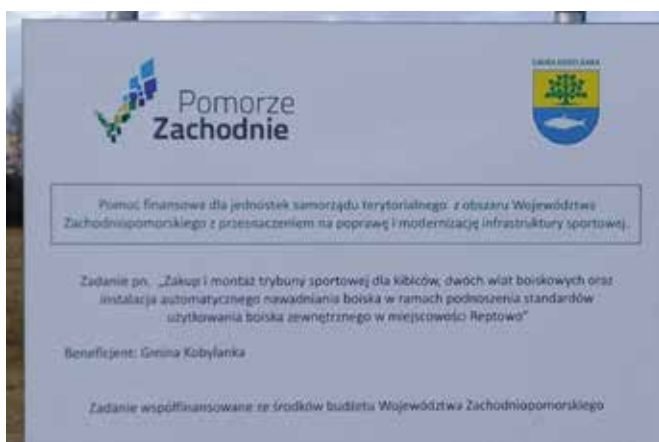 Pomorze
Zachodnie
GMINA KOBYLANKA
Pomoc finansowa dla jednostek samorządu terytorialnego z obszaru Województwa
Zachodniopomorskiego z przeznaczeniem na poprawę i modernizację infrastruktury sportowej.
Zadanie pn. „Zakup i montaż trybuny sportowej dla kibiców, dwóch wiat boiskowych oraz
instalacja automatycznego nawadniania boiska w ramach podnoszenia standardów
użytkowania boiska zewnętrznego w miejscowości Reptowo”
Beneficjent: Gmina Kobylanka
Zadanie współfinansowane ze środków budżetu Województwa Zachodniopomorskiego